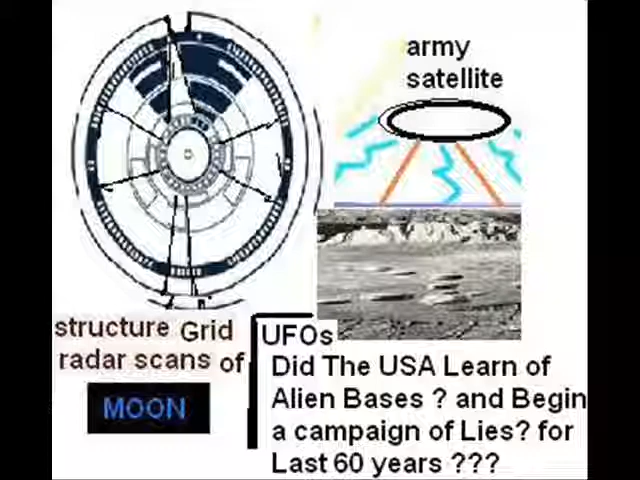 army
satellite
structure Grid
radar scans of
MOON
UFOs
Did The USA Learn of
Alien Bases ? and Begin
a campaign of Lies? for
Last 60 years ???